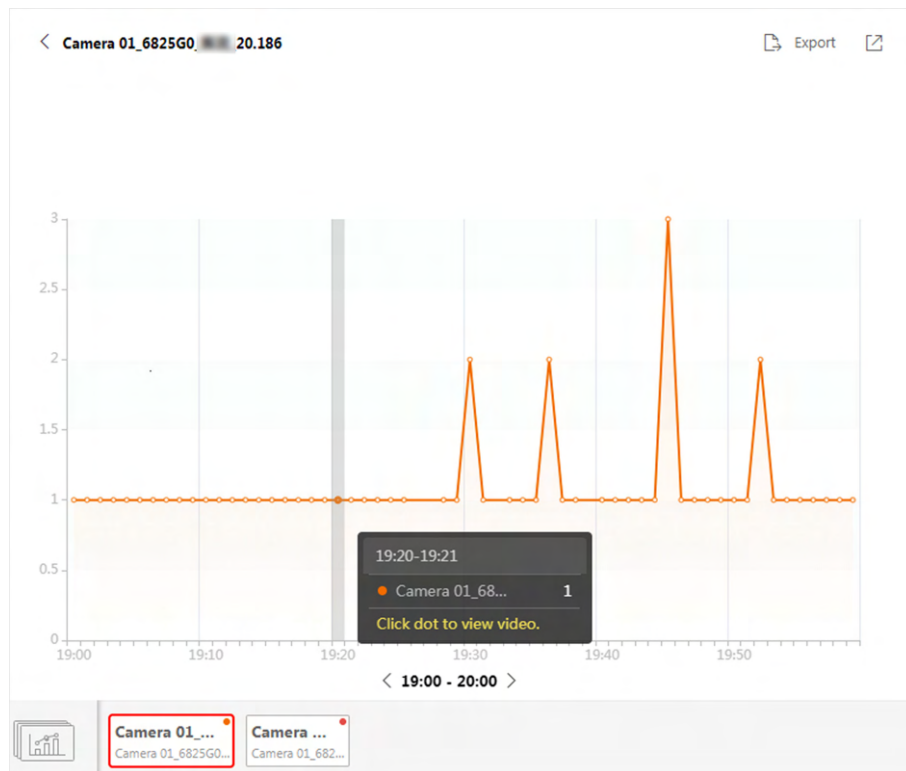 Camera 01_6825G0_ _20.186
Export
3
2.5
2
1.5
1
0.5
0
19:00 19:10 19:20 19:30 19:40 19:50
19:20-19:21
Camera 01_68... 1
Click dot to view video.
< 19:00 - 20:00 >
Camera 01_... Camera ...
Camera 01_6825G0... Camera 01_682...